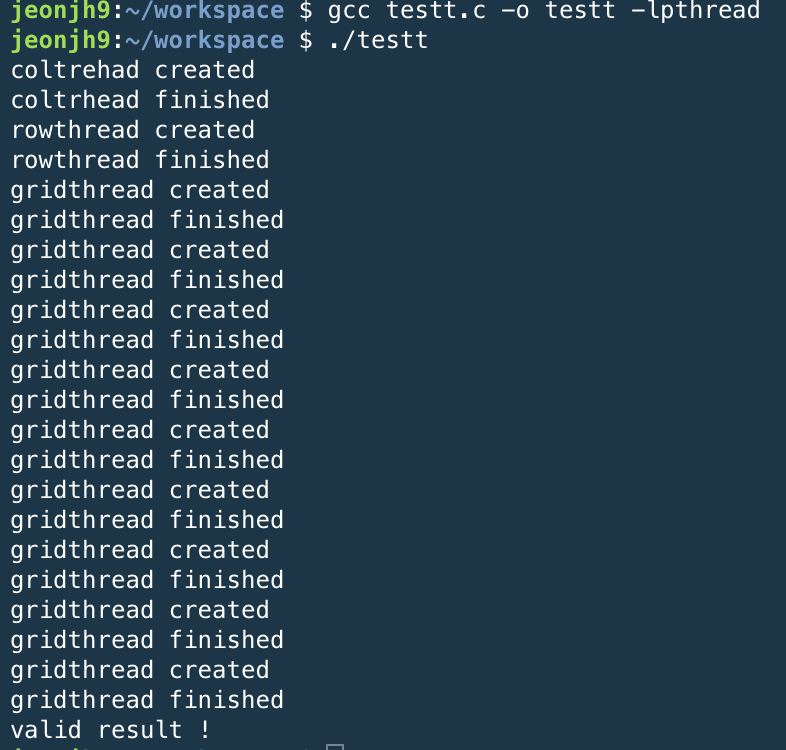 jeonjh9:~/workspace $ gcc testt.c -o testt -lpthread
jeonjh9:~/workspace $ ./testt
coltrehad created
coltrhead finished
rowthread created
rowthread finished
gridthread created
gridthread finished
gridthread created
gridthread finished
gridthread created
gridthread finished
gridthread created
gridthread finished
gridthread created
gridthread finished
gridthread created
gridthread finished
gridthread created
gridthread finished
gridthread created
gridthread finished
gridthread created
gridthread finished
valid result !